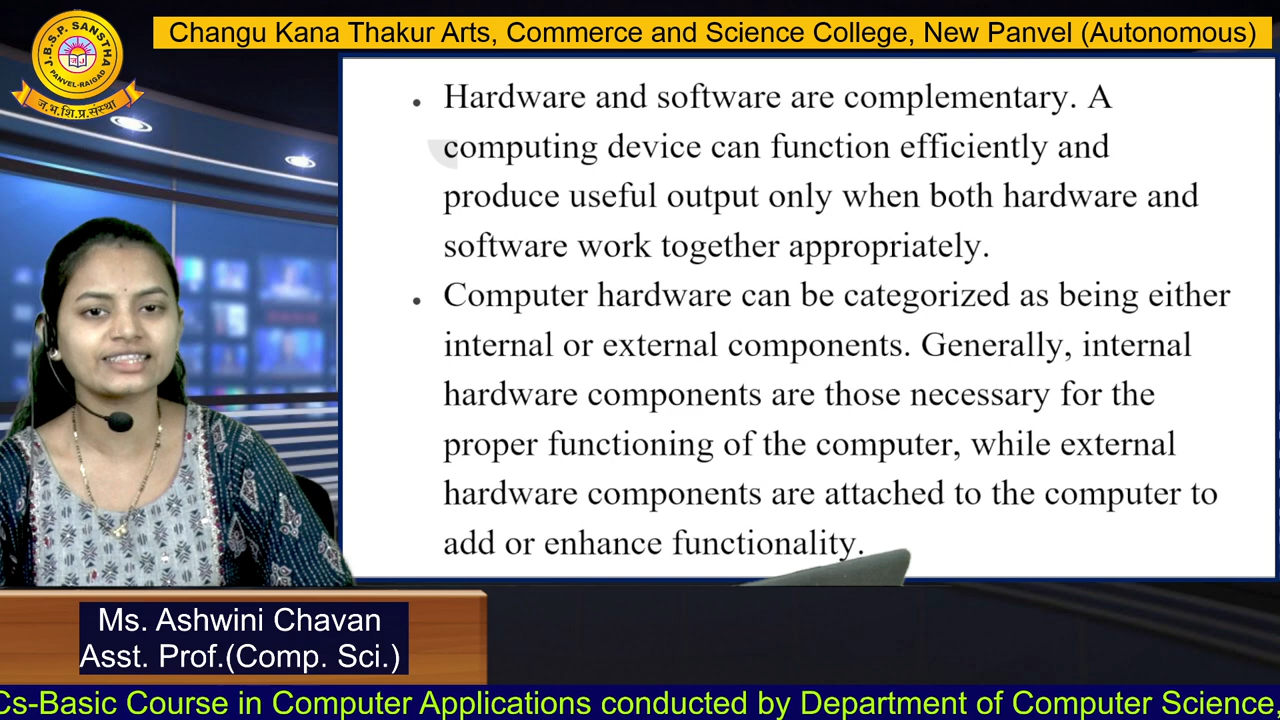 Changu Kana Thakur Arts, Commerce and Science College, New Panvel (Autonomous)
J.B.S.P. SANSTHA
PANVEL-RAIGAD
ज.भ.शि.प्र.संस्था
• Hardware and software are complementary. A
computing device can function efficiently and
produce useful output only when both hardware and
software work together appropriately.
• Computer hardware can be categorized as being either
internal or external components. Generally, internal
hardware components are those necessary for the
proper functioning of the computer, while external
hardware components are attached to the computer to
add or enhance functionality.
Ms. Ashwini Chavan
Asst. Prof.(Comp. Sci.)
Cs-Basic Course in Computer Applications conducted by Department of Computer Science,